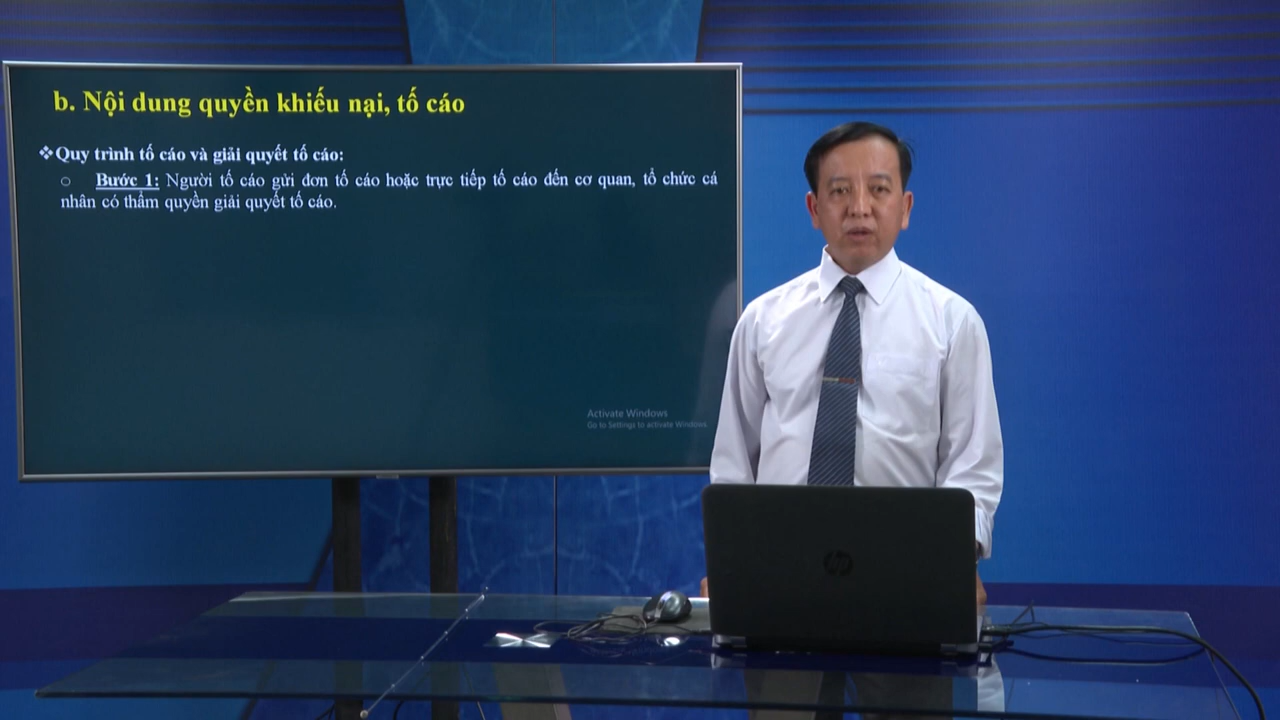 b. Nội dung quyền khiếu nại, tố cáo
❖Quy trình tố cáo và giải quyết tố cáo:
○ Bước 1: Người tố cáo gửi đơn tố cáo hoặc trực tiếp tố cáo đến cơ quan, tổ chức cá
nhân có thẩm quyền giải quyết tố cáo.
Activate Windows
Go to Settings to activate Windows.
hp